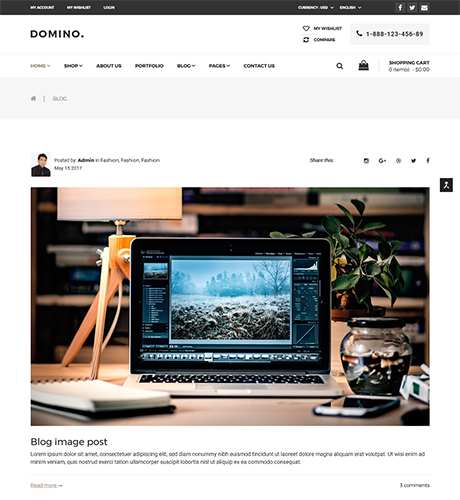 MY ACCOUNT MY WISHLIST LOGIN CURRENCY : USD ENGLISH
DOMINO.
MY WISHLIST
COMPARE
1-888-123-456-89
HOME SHOP ABOUT US PORTFOLIO BLOG PAGES CONTACT US
SHOPPING CART
0 item(s) - $0.00
BLOG
Posted by: Admin in Fashion, Fashion, Fashion
May 15 2017
Share this:
Blog image post
Lorem ipsum dolor sit amet, consectetuer adipiscing elit, sed diam nonummy nibh euismod tincidunt ut laoreet dolore magna aliquam erat volutpat. Ut wisi enim ad
minim veniam, quis nostrud exerci tation ullamcorper suscipit lobortis nisl ut aliquip ex ea commodo consequat.
Read more
5 comments